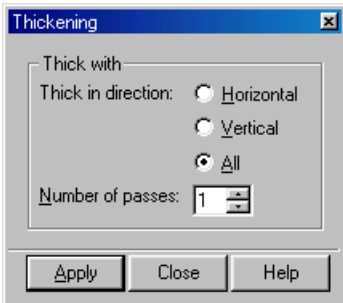 Thickening
Thick with
Thick in direction: Horizontal
Vertical
All
Number of passes: 1
Apply Close Help